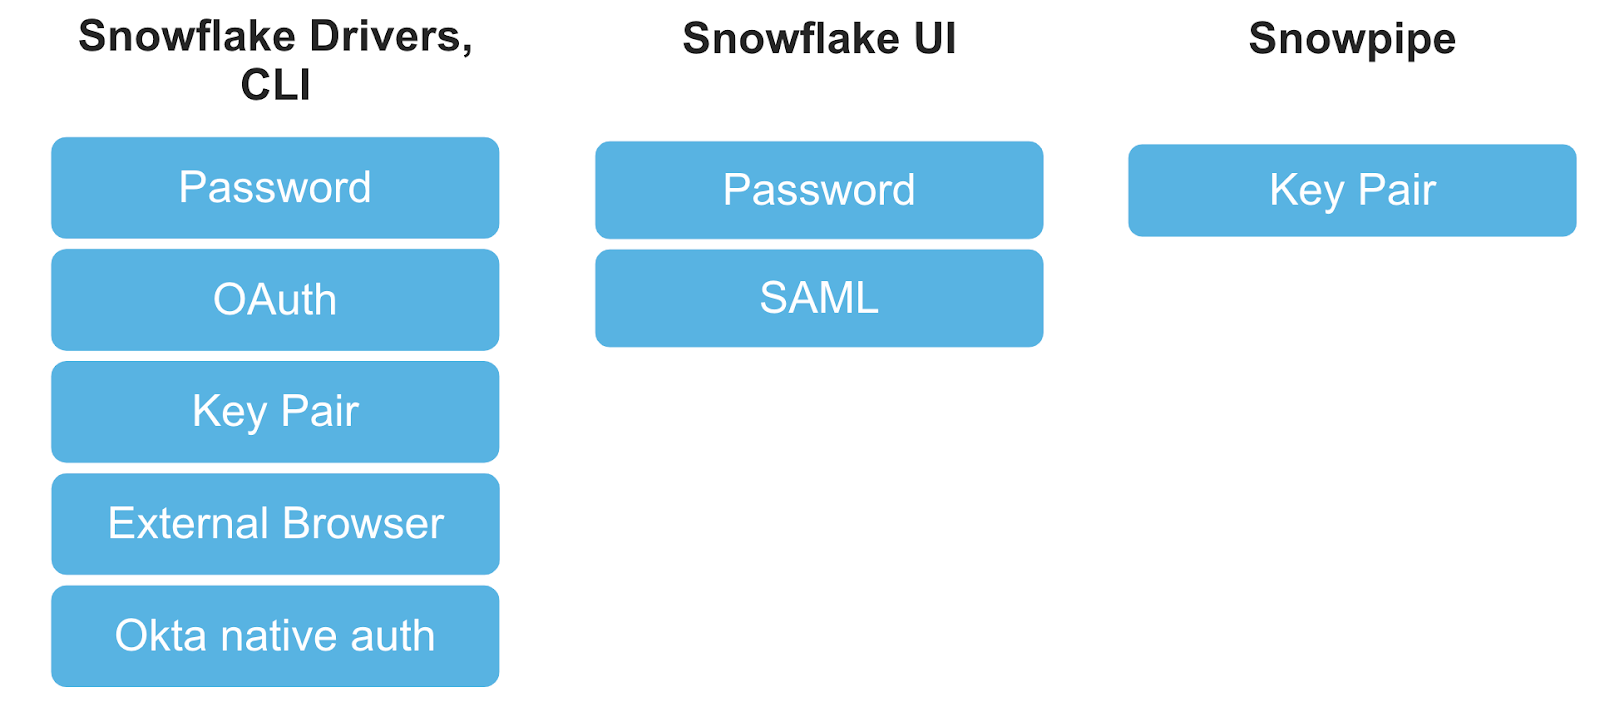 Snowflake Drivers,
CLI
Password
OAuth
Key Pair
External Browser
Okta native auth
Snowflake UI
Password
SAML
Snowpipe
Key Pair